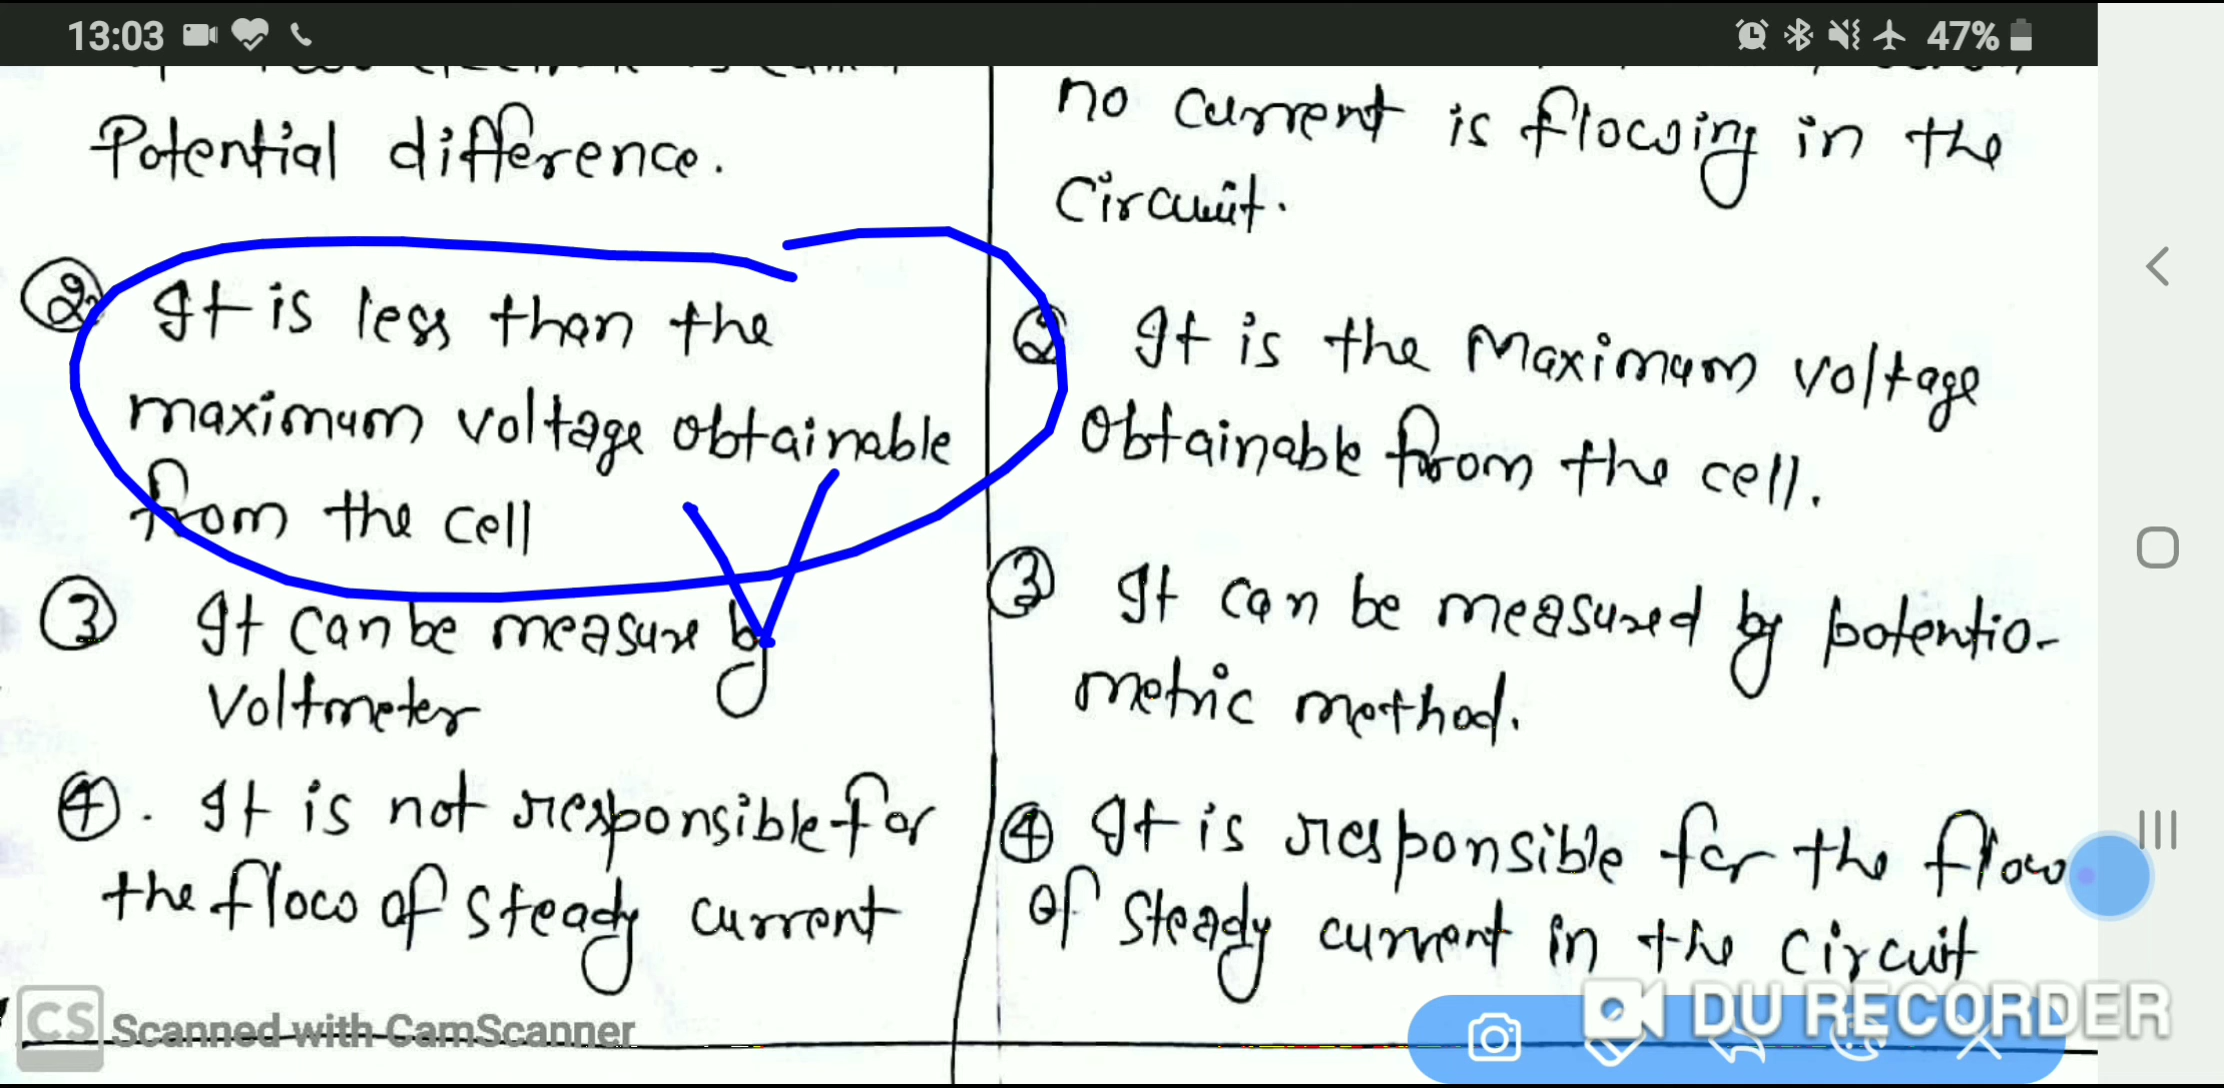 13:03
47%
Potential difference.
② It is less than the
maximum voltage obtainable
from the cell
③ It can be measure by
Voltmeter
④. It is not responsible for
the flow of steady current
no current is flowing in the
Circuit.
② It is the Maximum voltage
Obtainable from the cell.
③ It can be measured by potentio-
metric method.
④ It is responsible for the flow
of steady current in the circuit
CS Scanned with CamScanner
DU RECORDER